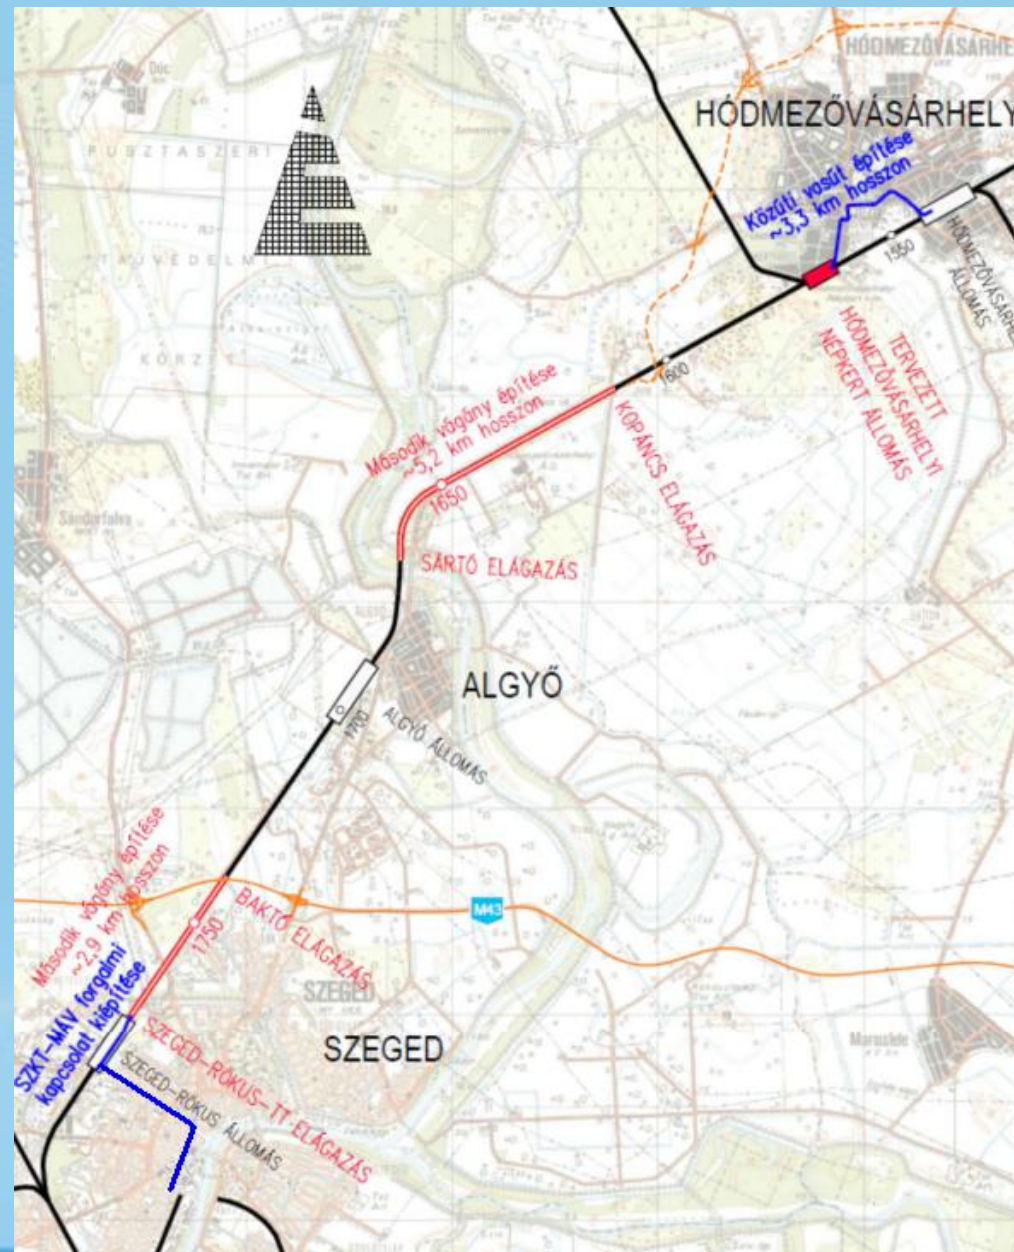 Dóc
HÓDMEZŐVÁSÁRHE
HÓDMEZŐVÁSÁRHELY
PUSZTASZERI
TÁJVÉDELMI
KÖRZET
Közúti vasút építése
~3,3 km hosszon
1550
HÓDMEZŐVÁSÁRHE
ÁLLOMÁS
TERVEZETT
HÓDMEZŐVÁSÁRHELYI
NÉPKERT ÁLLOMÁS
1600
Második vágány építése
~5,2 km hosszon
KOPÁNCS ELÁGAZÁS
1650
Sándorfalva
SÁRTÓ ELÁGAZÁS
ALGYŐ
ALGYŐ
1700
ALGYŐ ÁLLOMÁS
Második vágány építése
~2,9 km hosszon
BAKTÓ ELÁGAZÁS
M43
1750
SZKT-MÁV forgalmi
kapcsolat kiépítése
SZEGED
SZEGED
Maroslele
SZEGED-RÓKUS-TT ELÁGAZÁS
SZEGED-RÓKUS ÁLLOMÁS